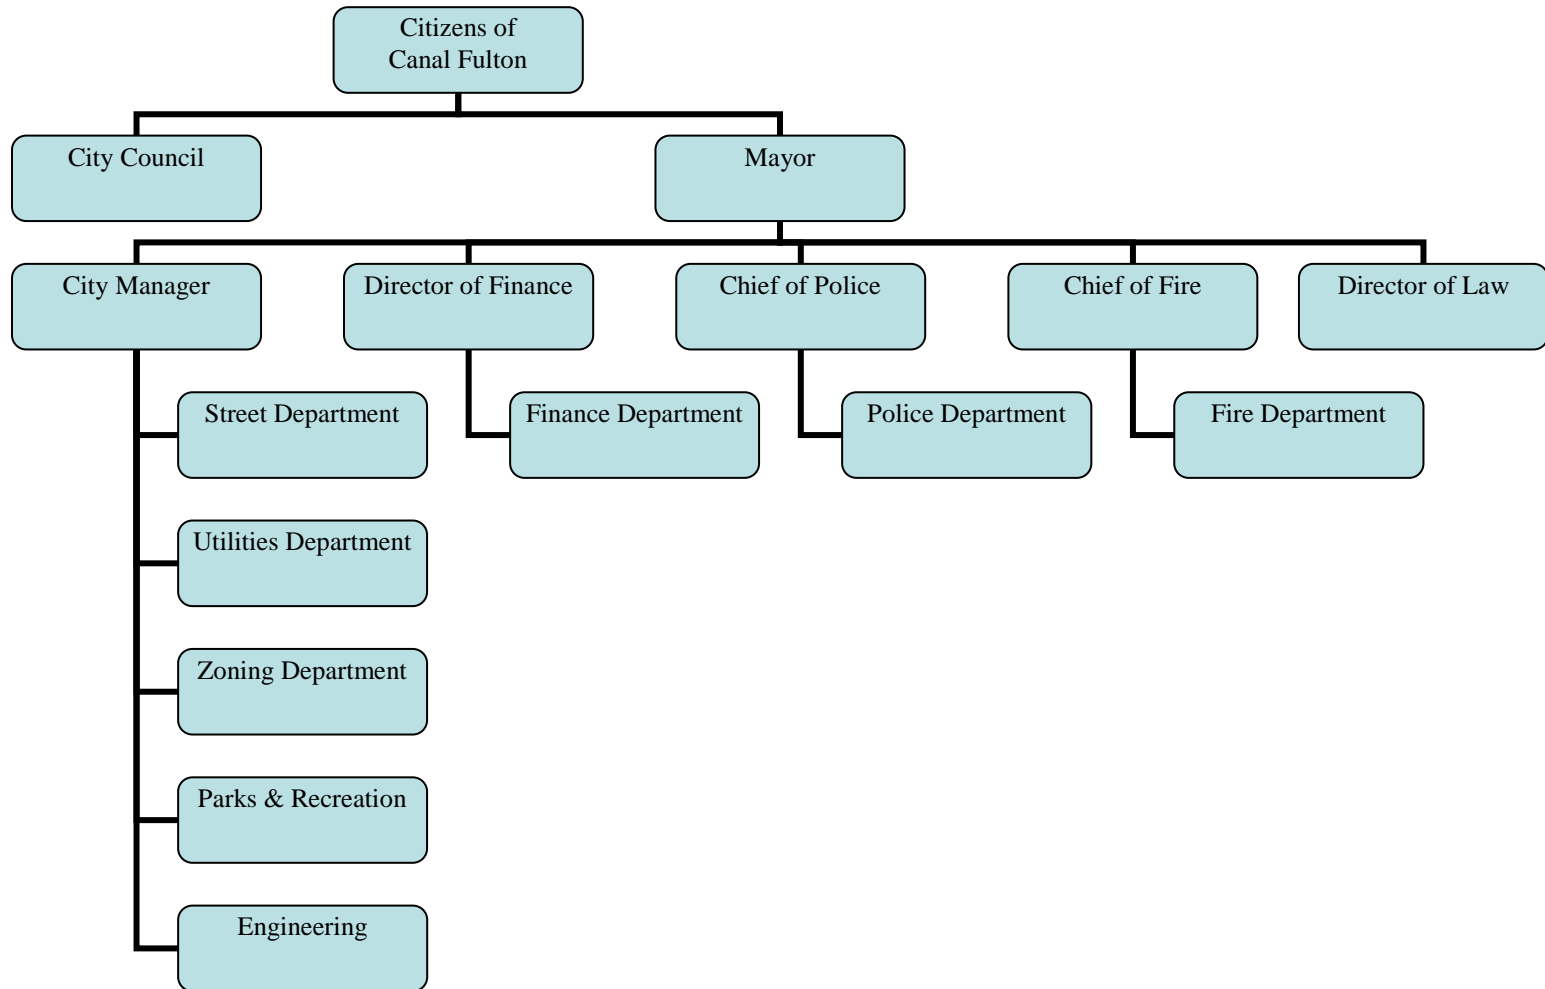 Citizens of
Canal Fulton
City Council
Mayor
City Manager
Director of Finance
Chief of Police
Chief of Fire
Director of Law
Street Department
Finance Department
Police Department
Fire Department
Utilities Department
Zoning Department
Parks & Recreation
Engineering